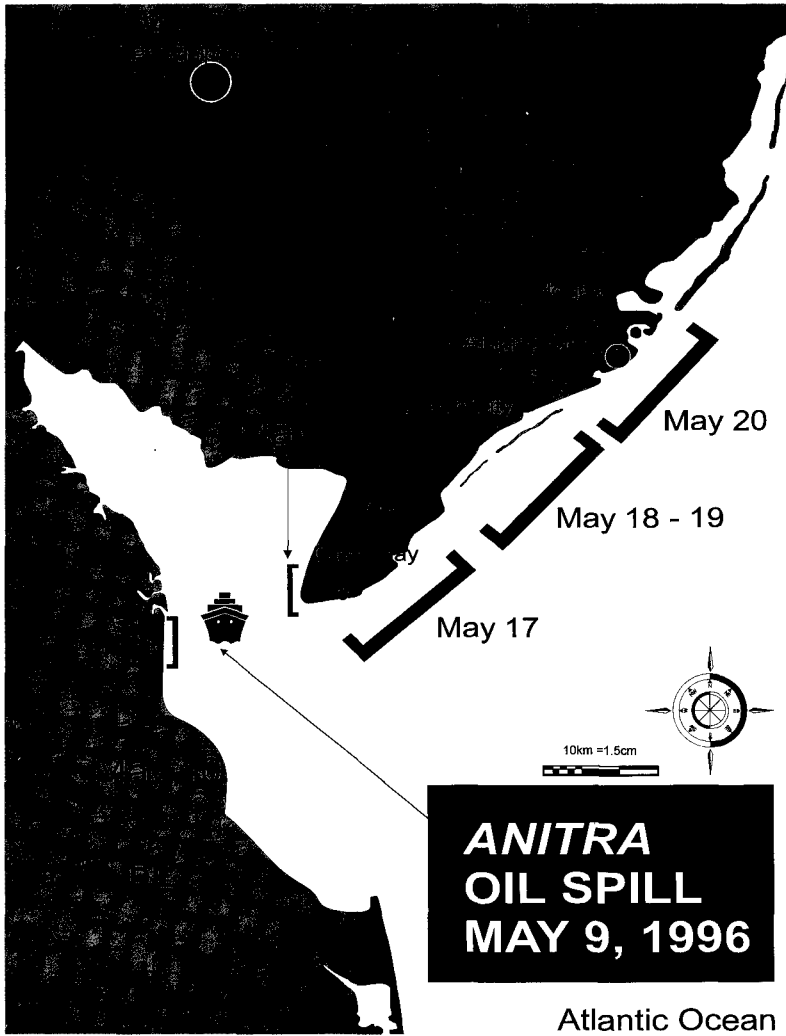 May 20
May 18 - 19
May 17
10km =1.5cm
ANITRA
OIL SPILL
MAY 9, 1996
Atlantic Ocean